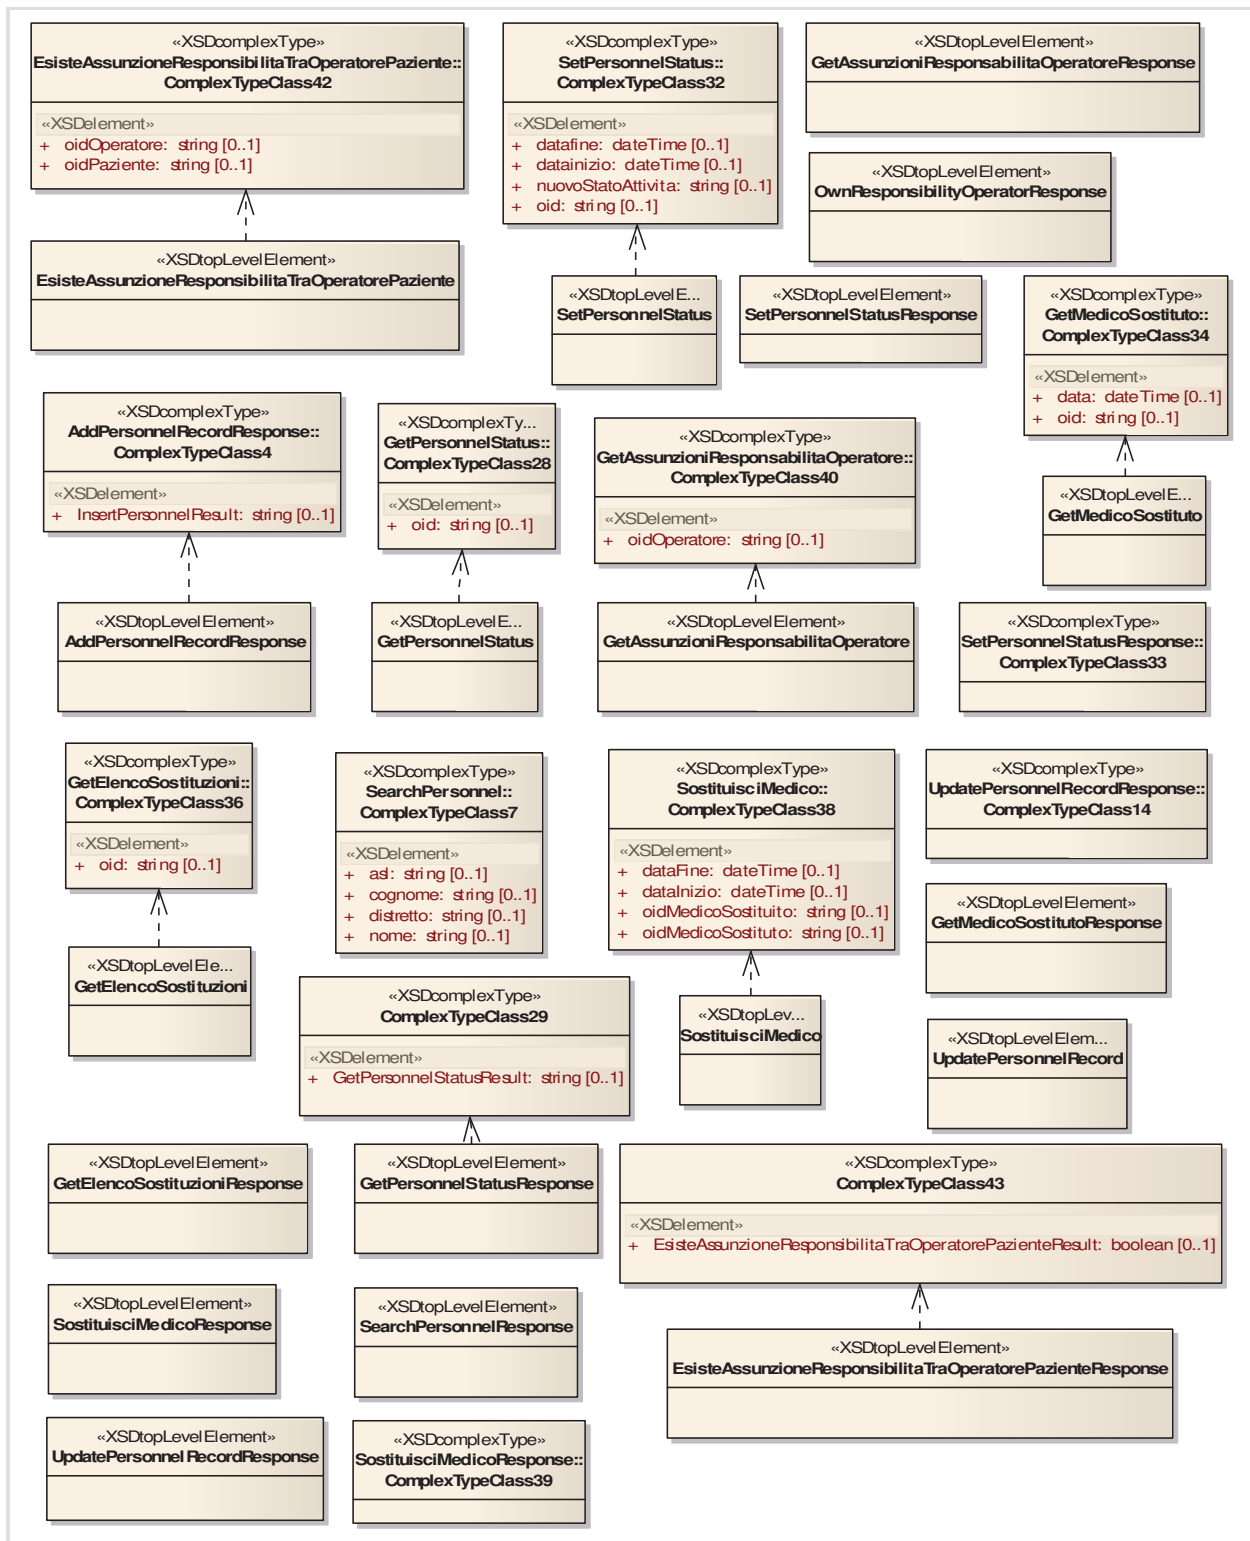 «XSDcomplexType»
EsisteAssunzioneResponsibilitaTraOperatorePaziente::
ComplexTypeClass42
«XSDelement»
+ oidOperatore: string [0..1]
+ oidPaziente: string [0..1]
«XSDcomplexType»
SetPersonnelStatus::
ComplexTypeClass32
«XSDelement»
+ datafine: dateTime [0..1]
+ datainizio: dateTime [0..1]
+ nuovoStatoAttivita: string [0..1]
+ oid: string [0..1]
«XSDtopLevelElement»
GetAssunzioniResponsabilitaOperatoreResponse
«XSDtopLevelElement»
OwnResponsibilityOperatorResponse
«XSDtopLevelElement»
EsisteAssunzioneResponsibilitaTraOperatorePaziente
«XSDtopLevelE...
SetPersonnelStatus
«XSDtopLevelElement»
SetPersonnelStatusResponse
«XSDcomplexType»
GetMedicoSostituto::
ComplexTypeClass34
«XSDelement»
+ data: dateTime [0..1]
+ oid: string [0..1]
«XSDcomplexType»
AddPersonnelRecordResponse::
ComplexTypeClass4
«XSDelement»
+ InsertPersonnelResult: string [0..1]
«XSDcomplexTy...
GetPersonnelStatus::
ComplexTypeClass28
«XSDelement»
+ oid: string [0..1]
«XSDcomplexType»
GetAssunzioniResponsabilitaOperatore::
ComplexTypeClass40
«XSDelement»
+ oidOperatore: string [0..1]
«XSDtopLevelE...
GetMedicoSostituto
«XSDtopLevelElement»
AddPersonnelRecordResponse
«XSDtopLevelE...
GetPersonnelStatus
«XSDtopLevelElement»
GetAssunzioniResponsabilitaOperatore
«XSDcomplexType»
SetPersonnelStatusResponse::
ComplexTypeClass33
«XSDcomplexType»
GetElencoSostituzioni::
ComplexTypeClass36
«XSDelement»
+ oid: string [0..1]
«XSDcomplexType»
SearchPersonnel::
ComplexTypeClass7
«XSDelement»
+ asl: string [0..1]
+ cognome: string [0..1]
+ distretto: string [0..1]
+ nome: string [0..1]
«XSDcomplexType»
SostituisciMedico::
ComplexTypeClass38
«XSDelement»
+ dataFine: dateTime [0..1]
+ dataInizio: dateTime [0..1]
+ oidMedicoSostituito: string [0..1]
+ oidMedicoSostituto: string [0..1]
«XSDcomplexType»
UpdatePersonnelRecordResponse::
ComplexTypeClass14
«XSDtopLevelElement»
GetMedicoSostitutoResponse
«XSDtopLevelEle...
GetElencoSostituzioni
«XSDcomplexType»
ComplexTypeClass29
«XSDelement»
+ GetPersonnelStatusResult: string [0..1]
«XSDtopLev...
SostituisciMedico
«XSDtopLevelElem...
UpdatePersonnelRecord
«XSDtopLevelElement»
GetElencoSostituzioniResponse
«XSDtopLevelElement»
GetPersonnelStatusResponse
«XSDcomplexType»
ComplexTypeClass43
«XSDelement»
+ EsisteAssunzioneResponsibilitaTraOperatorePazienteResult: boolean [0..1]
«XSDtopLevelElement»
SostituisciMedicoResponse
«XSDtopLevelElement»
SearchPersonnelResponse
«XSDtopLevelElement»
EsisteAssunzioneResponsibilitaTraOperatorePazienteResponse
«XSDtopLevelElement»
UpdatePersonnelRecordResponse
«XSDcomplexType»
SostituisciMedicoResponse::
ComplexTypeClass39